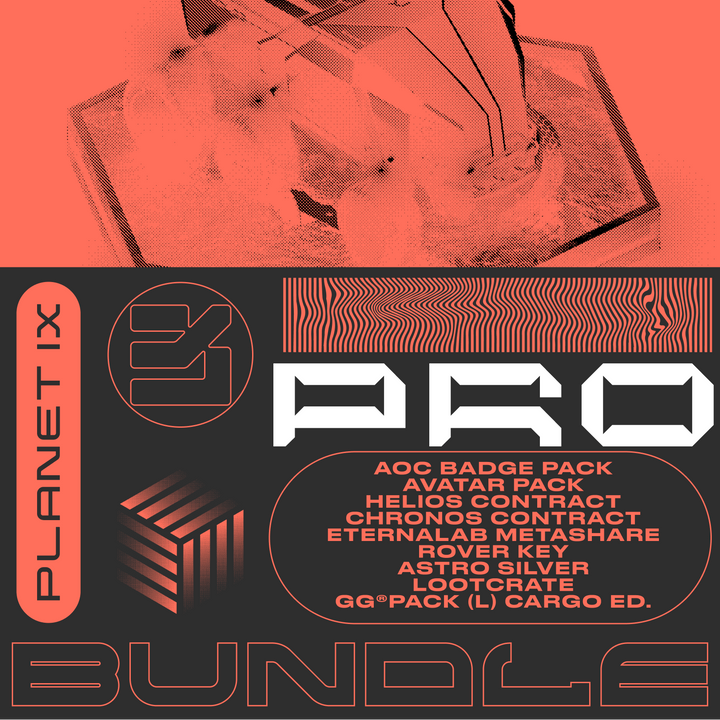 PLANET IX
PRO
AOC BADGE PACK
AVATAR PACK
HELIOS CONTRACT
CHRONOS CONTRACT
ETERNALAB METASHARE
ROVER KEY
ASTRO SILVER
LOOTCRATE
GG®PACK (L) CARGO ED.
BUNDLE